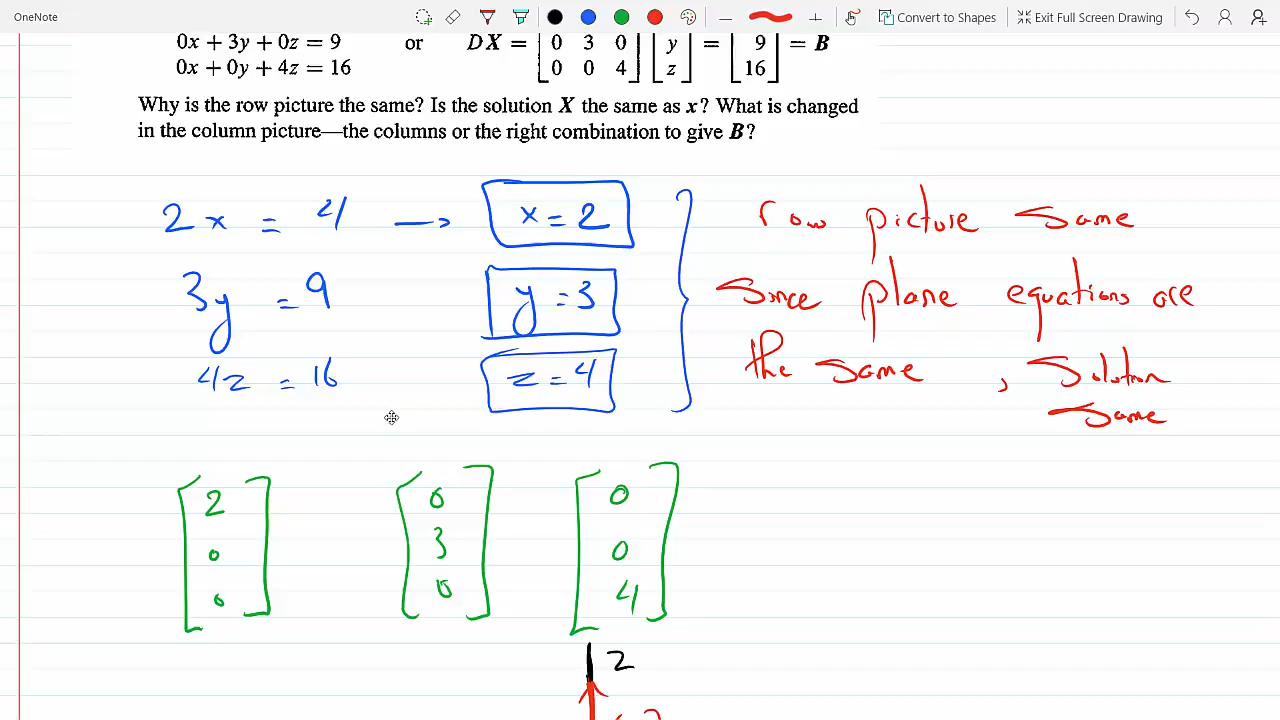 OneNote
Convert to Shapes
Exit Full Screen Drawing
0x + 3y + 0z = 9 or DX = [0 3 0] [y] = [9] = B
0x + 0y + 4z = 16 [0 0 4] [z] [16]
Why is the row picture the same? Is the solution X the same as x? What is changed
in the column picture—the columns or the right combination to give B?
2x = 4 → x = 2 row picture same
3y = 9 y = 3 since plane equations are
4z = 16 z = 4 the same, solution
same
2 0 0
0 3 0
0 0 4
z